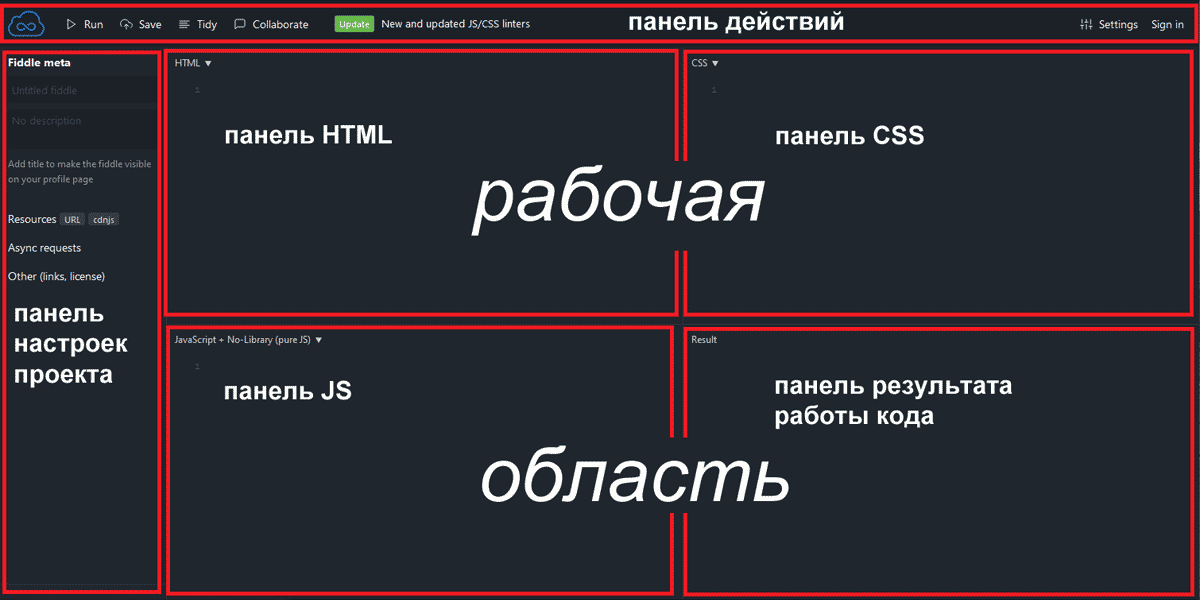 Run Save Tidy Collaborate Update New and updated JS/CSS linters панель действий Settings Sign in
Fiddle meta
Untitled fiddle
No description
Add title to make the fiddle visible
on your profile page
Resources URL cdnjs
Async requests
Other (links, license)
панель
настроек
проекта
HTML ▼
1
панель HTML
CSS ▼
1
панель CSS
рабочая
JavaScript + No-Library (pure JS) ▼
1
панель JS
Result
панель результата
работы кода
область